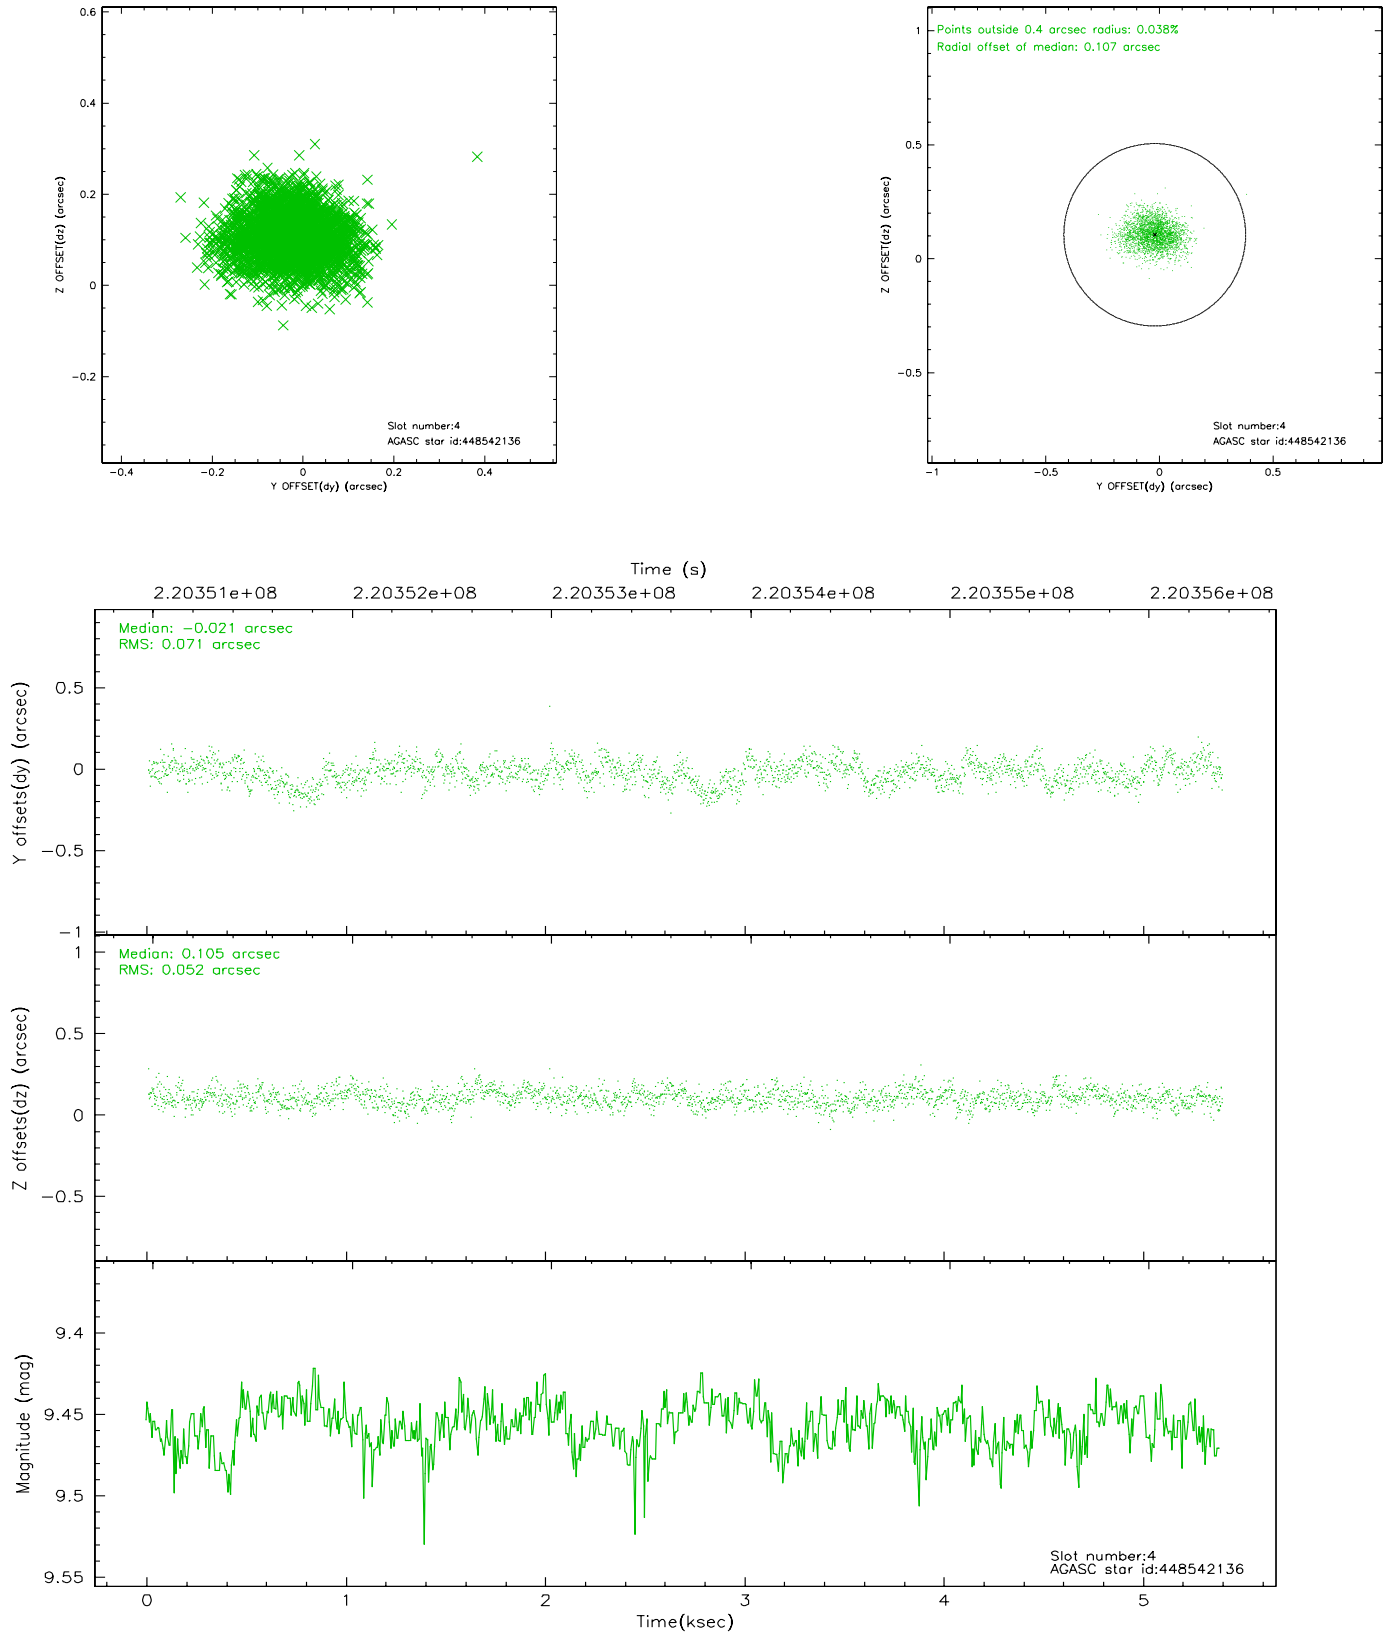 0.6
0.4
0.2
0
−0.2
−0.4
−0.2
0
0.2
0.4
Z OFFSET(dz) (arcsec)
Y OFFSET(dy) (arcsec)
Slot number:4
AGASC star id:448542136
Points outside 0.4 arcsec radius: 0.038%
Radial offset of median: 0.107 arcsec
1
0.5
0
−0.5
−1
−0.5
0
0.5
Z OFFSET(dz) (arcsec)
Y OFFSET(dy) (arcsec)
Slot number:4
AGASC star id:448542136
Time (s)
2.20351e+08 2.20352e+08 2.20353e+08 2.20354e+08 2.20355e+08 2.20356e+08
Median: −0.021 arcsec
RMS: 0.071 arcsec
0.5
0
−0.5
−1
Y offsets(dy) (arcsec)
Median: 0.105 arcsec
RMS: 0.052 arcsec
1
0.5
0
−0.5
Z offsets(dz) (arcsec)
9.4
9.45
9.5
9.55
Magnitude (mag)
Slot number:4
AGASC star id:448542136
0 1 2 3 4 5
Time(ksec)